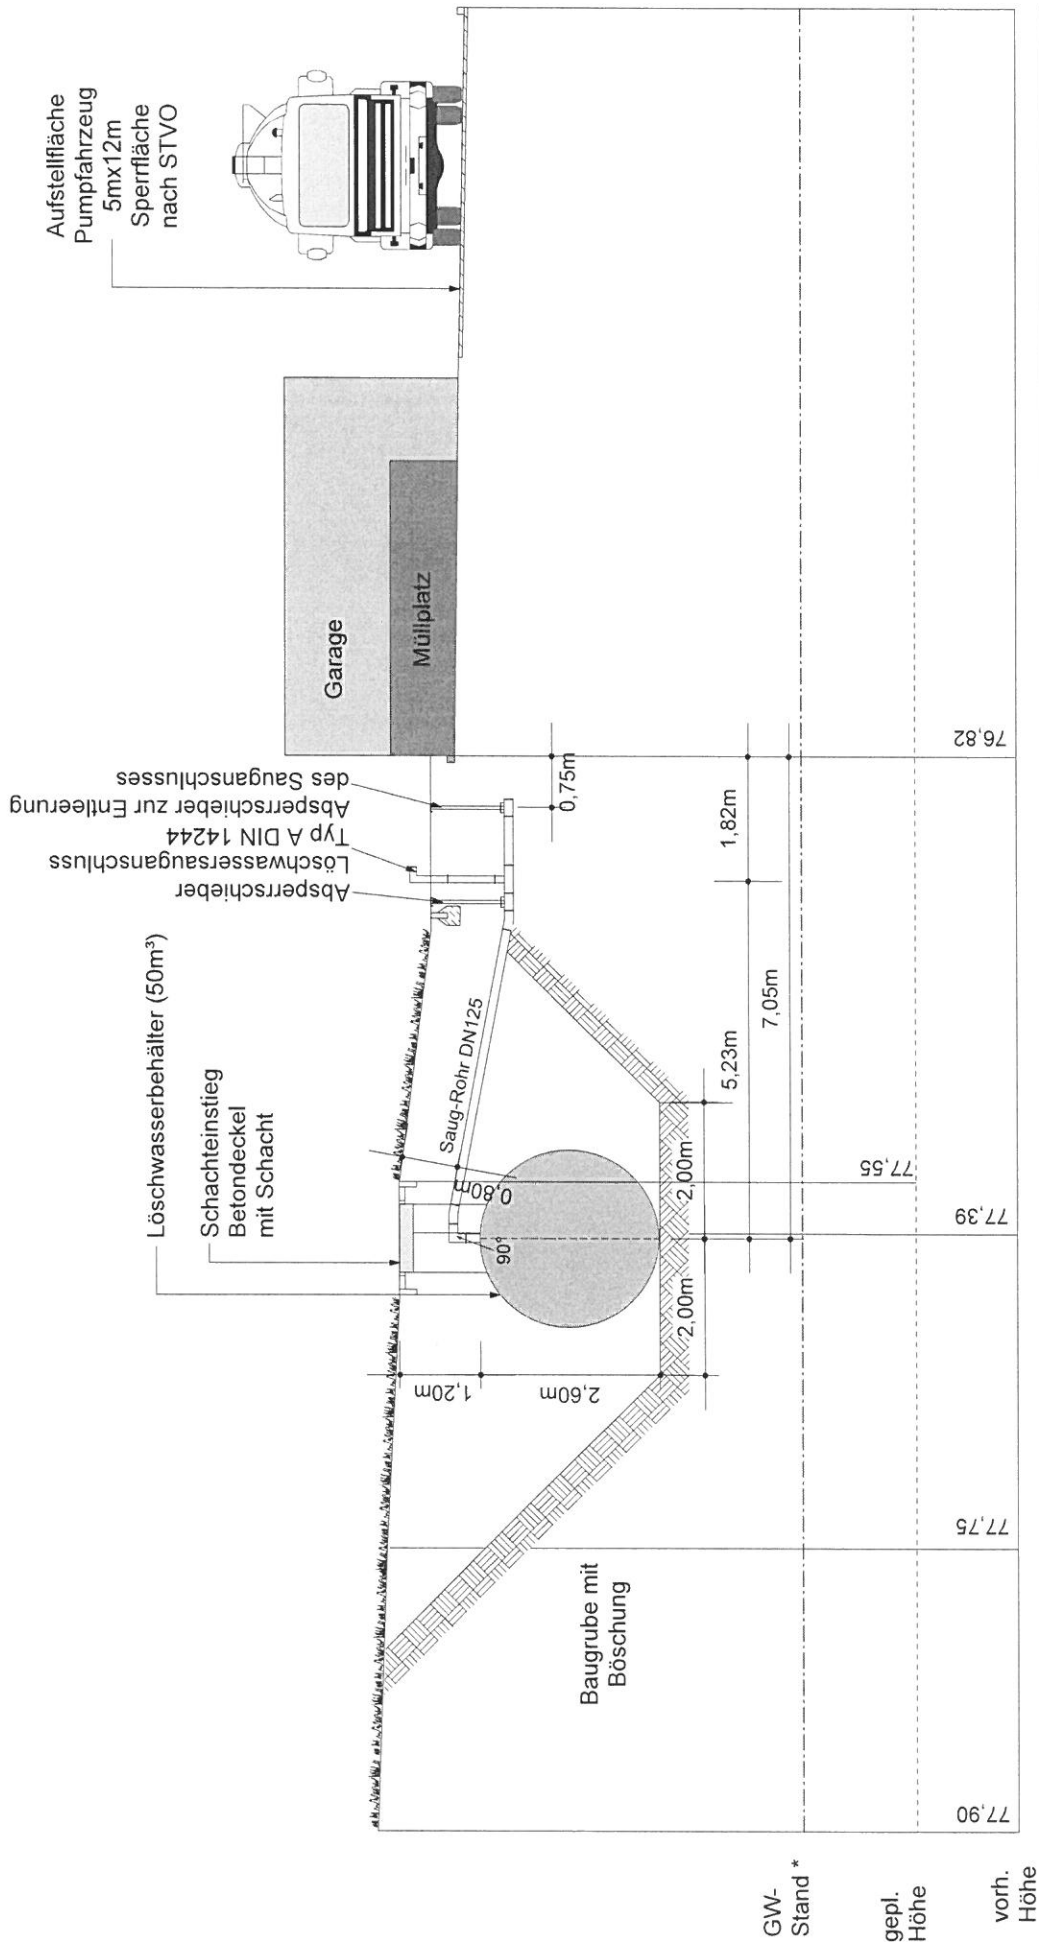 Aufstellfläche
Pumpfahrzeug
5mx12m
Sperrfläche
nach STVO
Garage
Müllplatz
Absperrschieber zur Entleerung
des Sauganschlusses
Löschwassersauganschluss
Typ A DIN 14244
Absperrschieber
Löschwasserbehälter (50m³)
Schachteinstieg
Betondeckel
mit Schacht
Saug-Rohr DN125
0,80m
90°
1,20m
2,60m
2,00m
2,00m
0,75m
1,82m
5,23m
7,05m
Baugrube mit
Böschung
GW-
Stand *
gepl.
Höhe
77,55
vorh.
Höhe
77,90
77,75
77,39
76,82